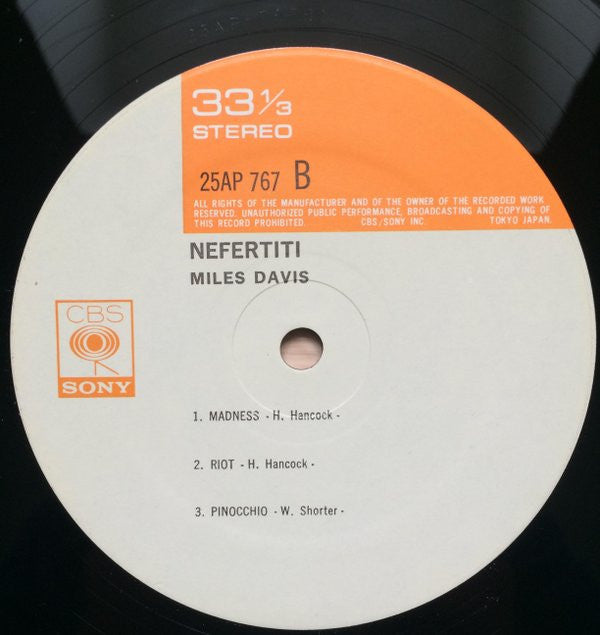 33 1/3
STEREO
25AP 767 B
ALL RIGHTS OF THE MANUFACTURER AND OF THE OWNER OF THE RECORDED WORK
RESERVED. UNAUTHORIZED PUBLIC PERFORMANCE, BROADCASTING AND COPYING OF
THIS RECORD PROHIBITED. CBS/SONY INC. TOKYO JAPAN.
NEFERTITI
MILES DAVIS
CBS
SONY
1. MADNESS - H. Hancock -
2. RIOT - H. Hancock -
3. PINOCCHIO - W. Shorter -